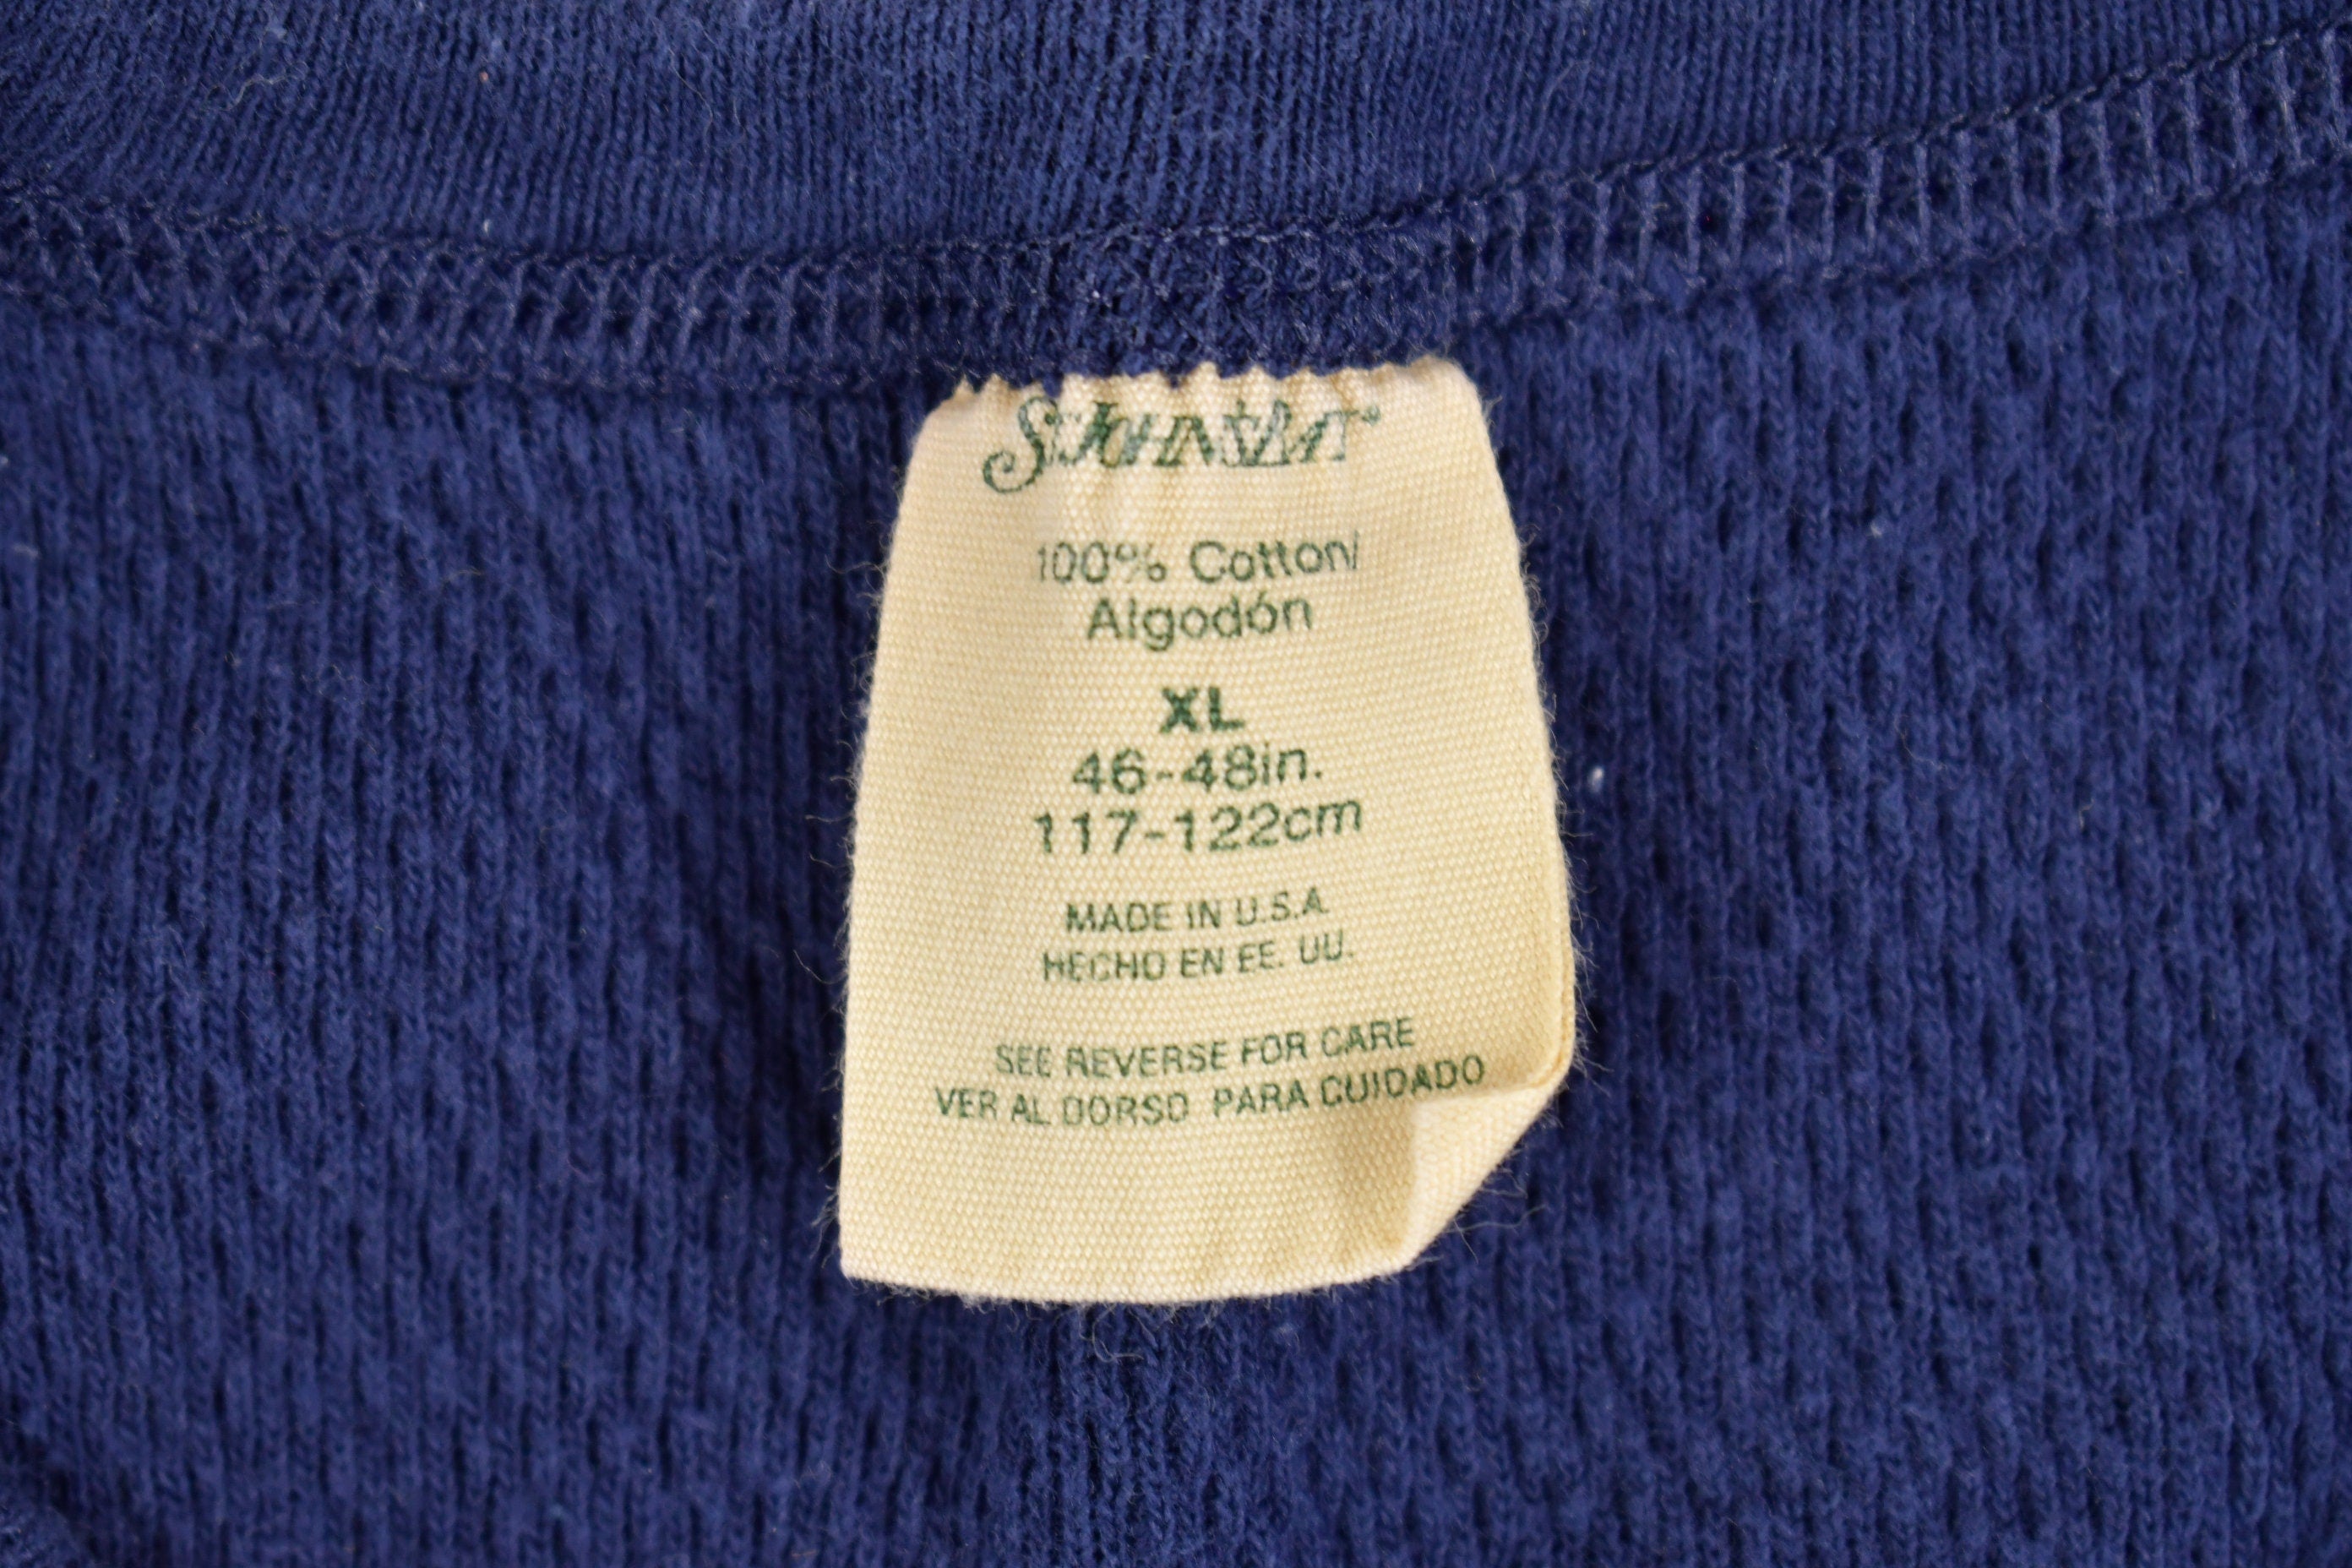 ST. JOHN'S BAY®
100% Cotton/
Algodón
XL
46-48in.
117-122cm
MADE IN U.S.A.
HECHO EN EE. UU.
SEE REVERSE FOR CARE
VER AL DORSO PARA CUIDADO